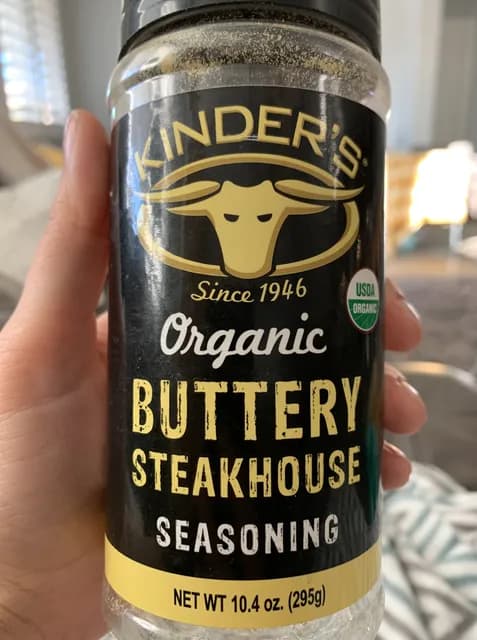 KINDER'S
Since 1946
USDA
ORGANIC
Organic
BUTTERY
STEAKHOUSE
SEASONING
NET WT 10.4 oz. (295g)